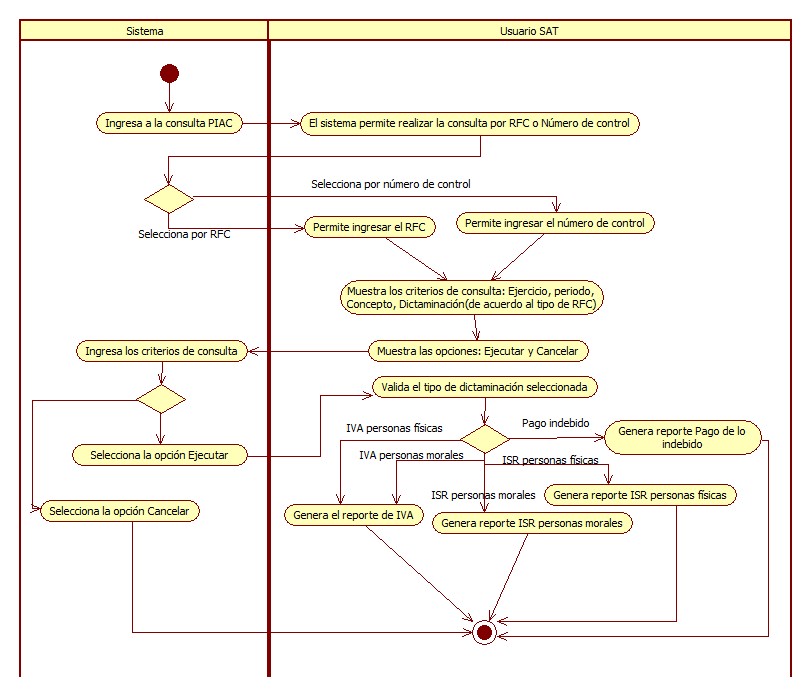 Sistema
Usuario SAT
Ingresa a la consulta PIAC
El sistema permite realizar la consulta por RFC o Número de control
Selecciona por número de control
Selecciona por RFC
Permite ingresar el RFC
Permite ingresar el número de control
Muestra los criterios de consulta: Ejercicio, periodo,
Concepto, Dictaminación(de acuerdo al tipo de RFC)
Ingresa los criterios de consulta
Muestra las opciones: Ejecutar y Cancelar
Valida el tipo de dictaminación seleccionada
IVA personas físicas
Pago indebido
Genera reporte Pago de lo
indebido
Selecciona la opción Ejecutar
IVA personas morales
ISR personas físicas
ISR personas morales
Genera reporte ISR personas físicas
Selecciona la opción Cancelar
Genera el reporte de IVA
Genera reporte ISR personas morales